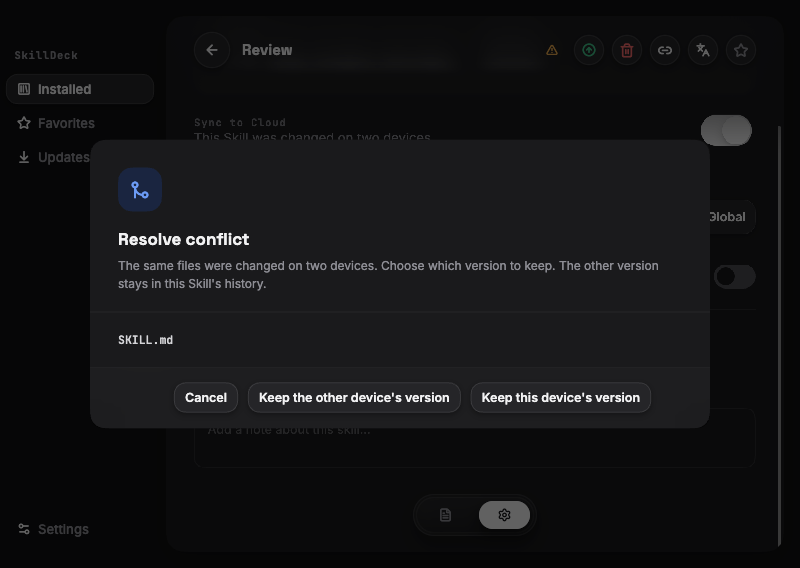 SkillDeck
Review
Installed
Favorites
Updates
Sync to Cloud
This Skill was changed on two devices
Global
Resolve conflict
The same files were changed on two devices. Choose which version to keep. The other version
stays in this Skill's history.
SKILL.md
Cancel
Keep the other device's version
Keep this device's version
Add a note about this skill...
Settings